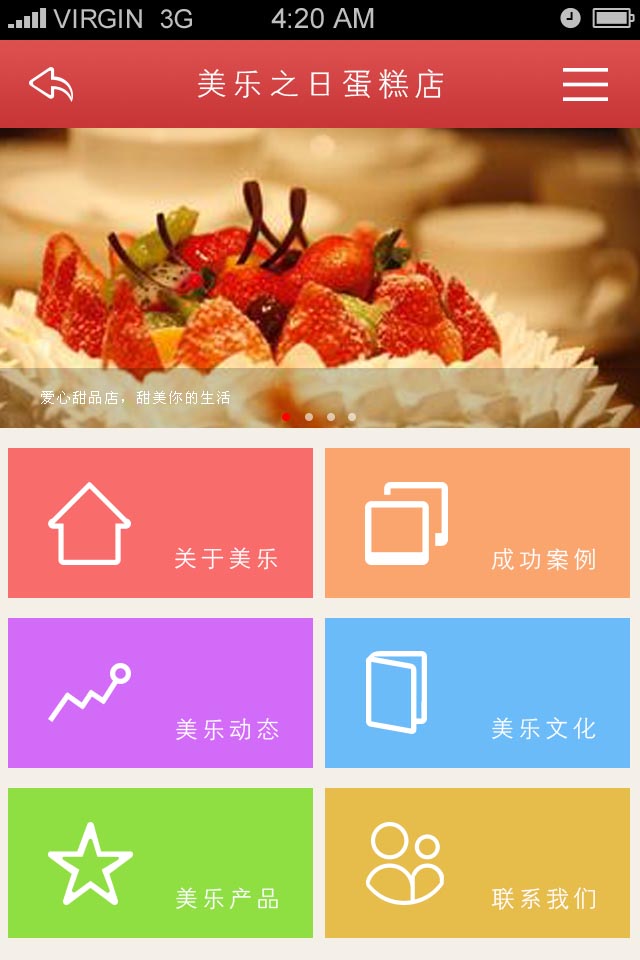 VIRGIN 3G 4:20 AM
美乐之日蛋糕店
爱心甜品店，甜美你的生活
关于美乐
成功案例
美乐动态
美乐文化
美乐产品
联系我们